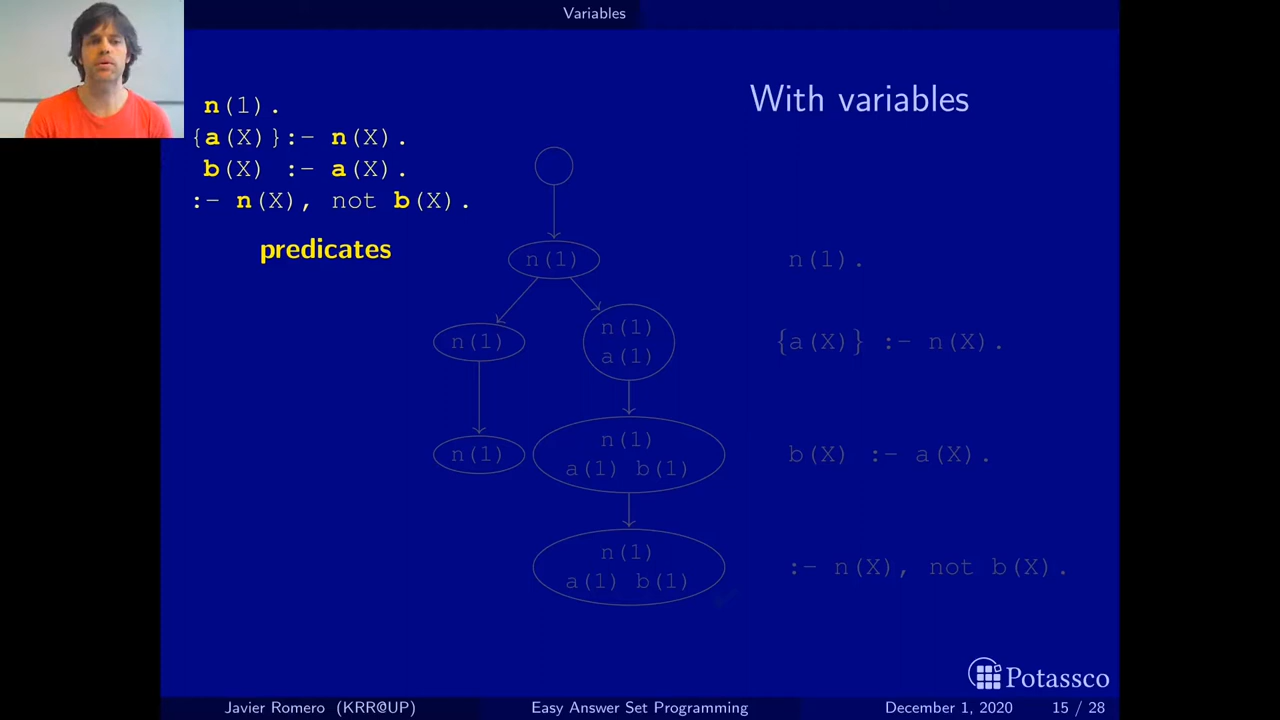 Variables
With variables
n(1).
{a(X)}:- n(X).
b(X) :- a(X).
:- n(X), not b(X).
predicates
n(1)
n(1).
n(1)
n(1)
a(1)
{a(X)} :- n(X).
n(1)
n(1)
a(1) b(1)
b(X) :- a(X).
n(1)
a(1) b(1)
:- n(X), not b(X).
Potassco
Javier Romero (KRR@UP)
Easy Answer Set Programming
December 1, 2020
15 / 28